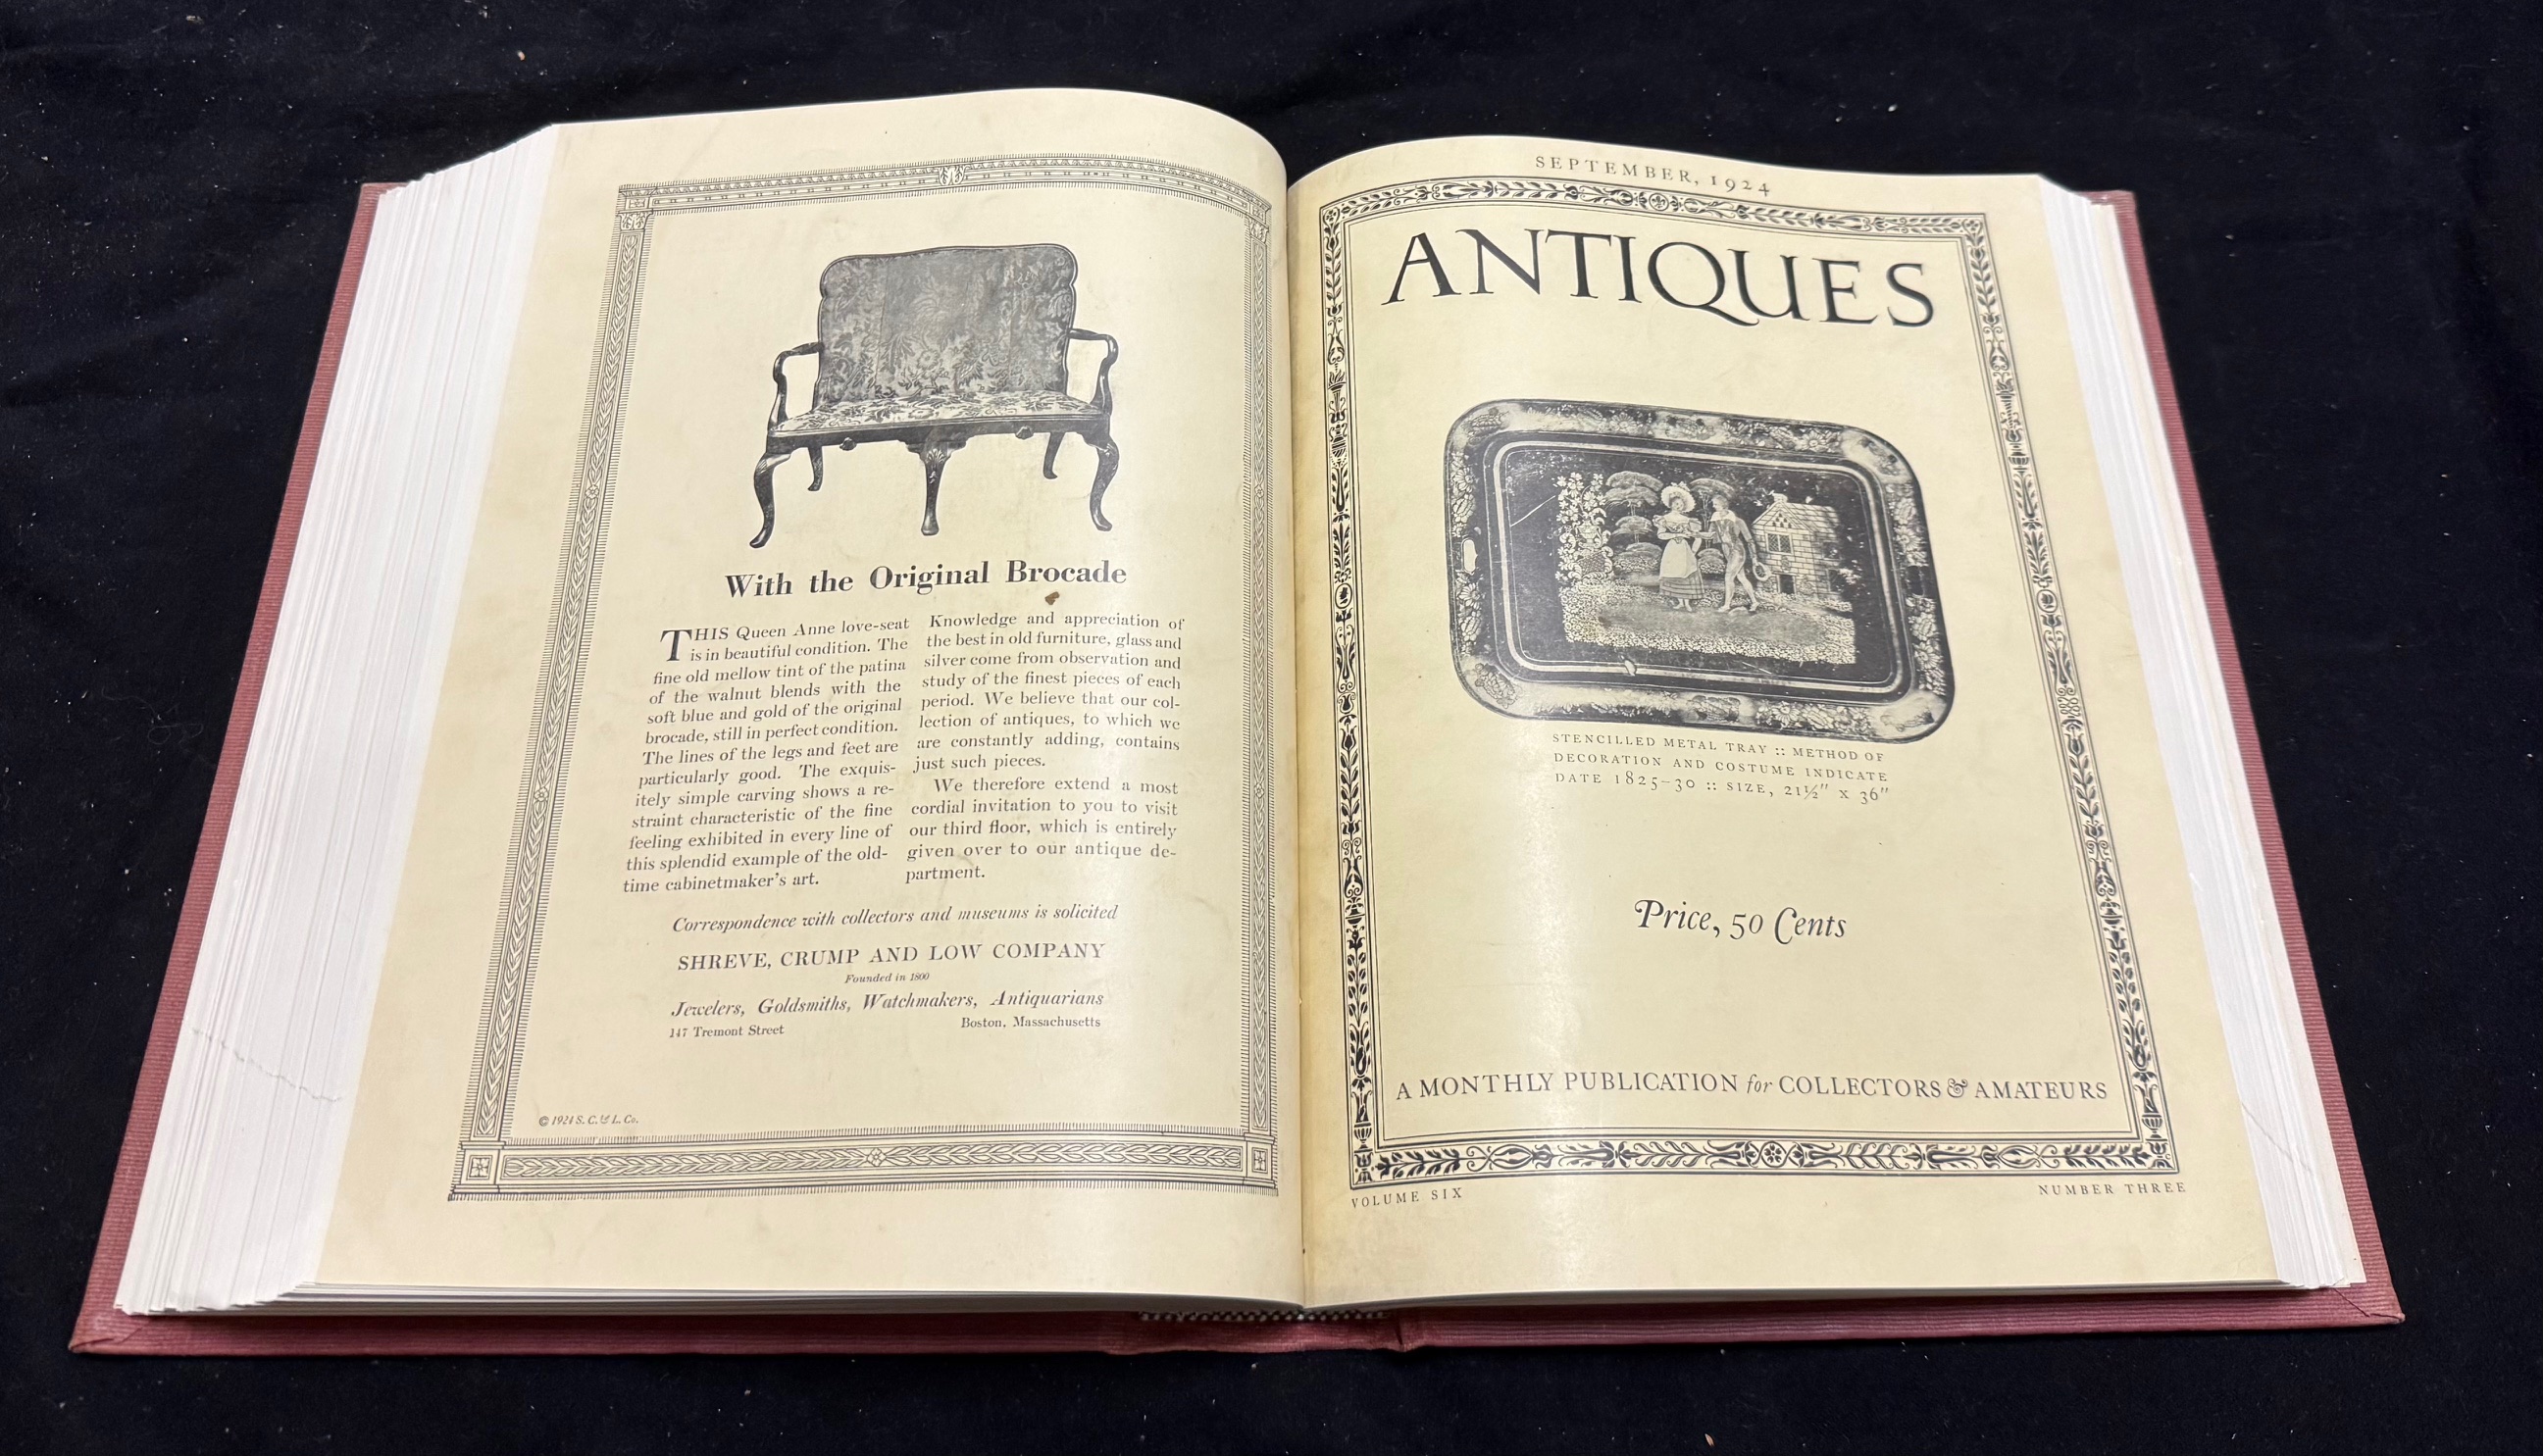 With the Original Brocade
THIS Queen Anne love-seat
is in beautiful condition. The
fine old mellow tint of the patina
of the walnut blends with the
soft blue and gold of the original
brocade, still in perfect condition.
The lines of the legs and feet are
particularly good. The exquis-
itely simple carving shows a re-
straint characteristic of the fine
feeling exhibited in every line of
this splendid example of the old-
time cabinetmaker's art.
Knowledge and appreciation of
the best in old furniture, glass and
silver come from observation and
study of the finest pieces of each
period. We believe that our col-
lection of antiques, to which we
are constantly adding, contains
just such pieces.
We therefore extend a most
cordial invitation to you to visit
our third floor, which is entirely
given over to our antique de-
partment.
Correspondence with collectors and museums is solicited
SHREVE, CRUMP AND LOW COMPANY
Founded in 1800
Jewelers, Goldsmiths, Watchmakers, Antiquarians
147 Tremont Street Boston, Massachusetts
© 1924 S. C. & L. Co.
SEPTEMBER, 1924
ANTIQUES
STENCILLED METAL TRAY :: METHOD OF
DECORATION AND COSTUME INDICATE
DATE 1825-30 :: SIZE, 21½" x 36"
Price, 50 Cents
A MONTHLY PUBLICATION for COLLECTORS & AMATEURS
VOLUME SIX NUMBER THREE